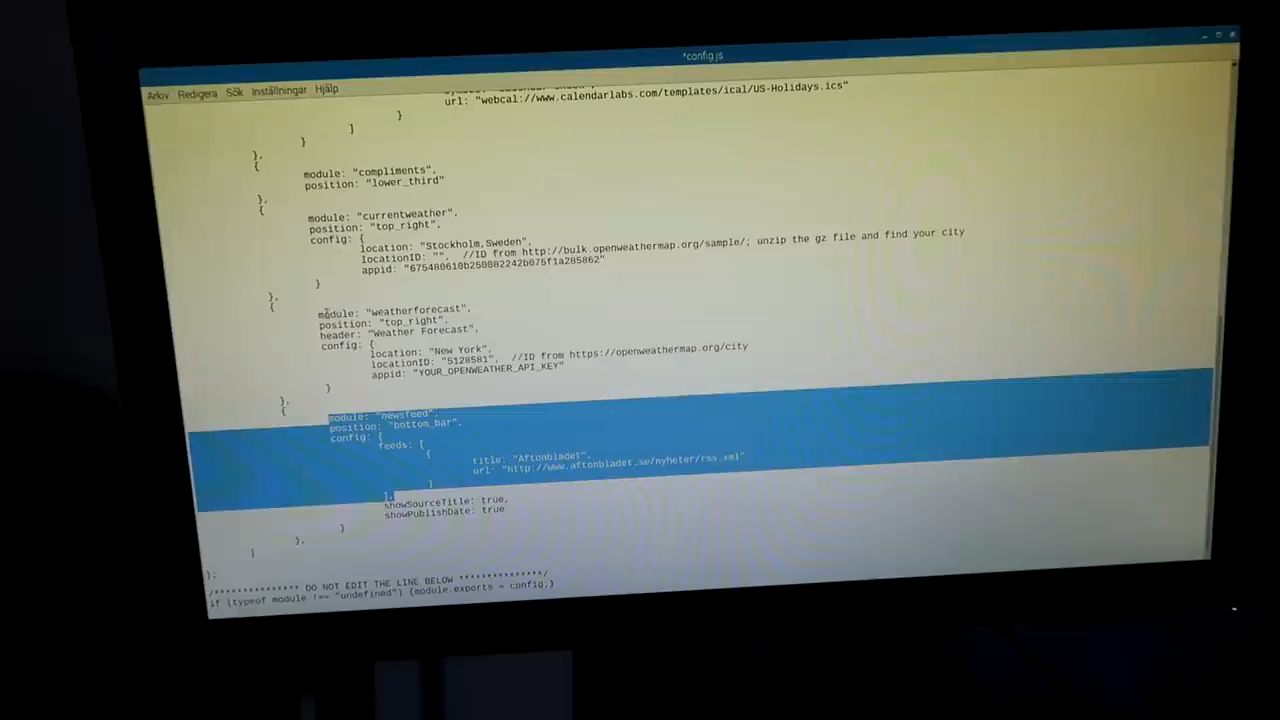 *config.js
Arkiv Redigera Sök Inställningar Hjälp
url: "webcal://www.calendarlabs.com/templates/ical/US-Holidays.ics"
}
]
}
},
{
module: "compliments",
position: "lower_third"
},
{
module: "currentweather",
position: "top_right",
config: {
location: "Stockholm,Sweden",
locationID: "",  //ID from http://bulk.openweathermap.org/sample/; unzip the gz file and find your city
appid: "675480610b250082242b075f1a285862"
}
},
{
module: "weatherforecast",
position: "top_right",
header: "Weather Forecast",
config: {
location: "New York",
locationID: "5128581",  //ID from https://openweathermap.org/city
appid: "YOUR_OPENWEATHER_API_KEY"
}
},
{
module: "newsfeed",
position: "bottom_bar",
config: {
feeds: [
{
title: "Aftonbladet",
url: "http://www.aftonbladet.se/nyheter/rss.xml"
}
],
showSourceTitle: true,
showPublishDate: true
}
},
]
};
/*************** DO NOT EDIT THE LINE BELOW ***************/
if (typeof module !== "undefined") {module.exports = config;}